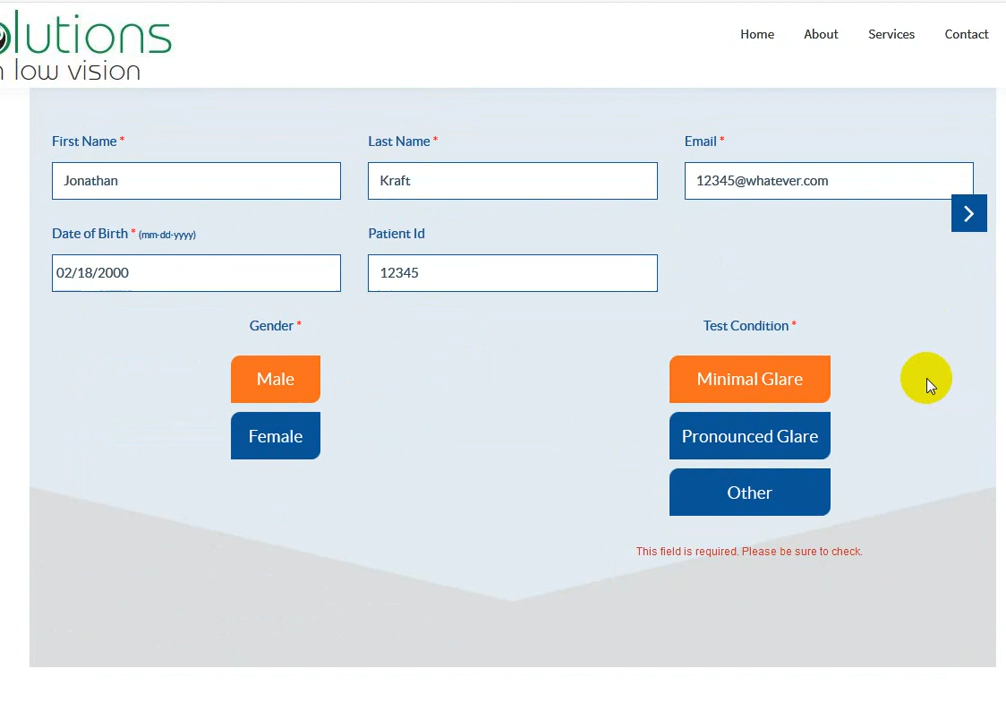 olutions
low vision
Home About Services Contact
First Name * Last Name * Email *
Jonathan Kraft 12345@whatever.com
Date of Birth * (mm-dd-yyyy) Patient Id
02/18/2000 12345
Gender * Test Condition *
Male Minimal Glare
Female Pronounced Glare
Other
This field is required. Please be sure to check.